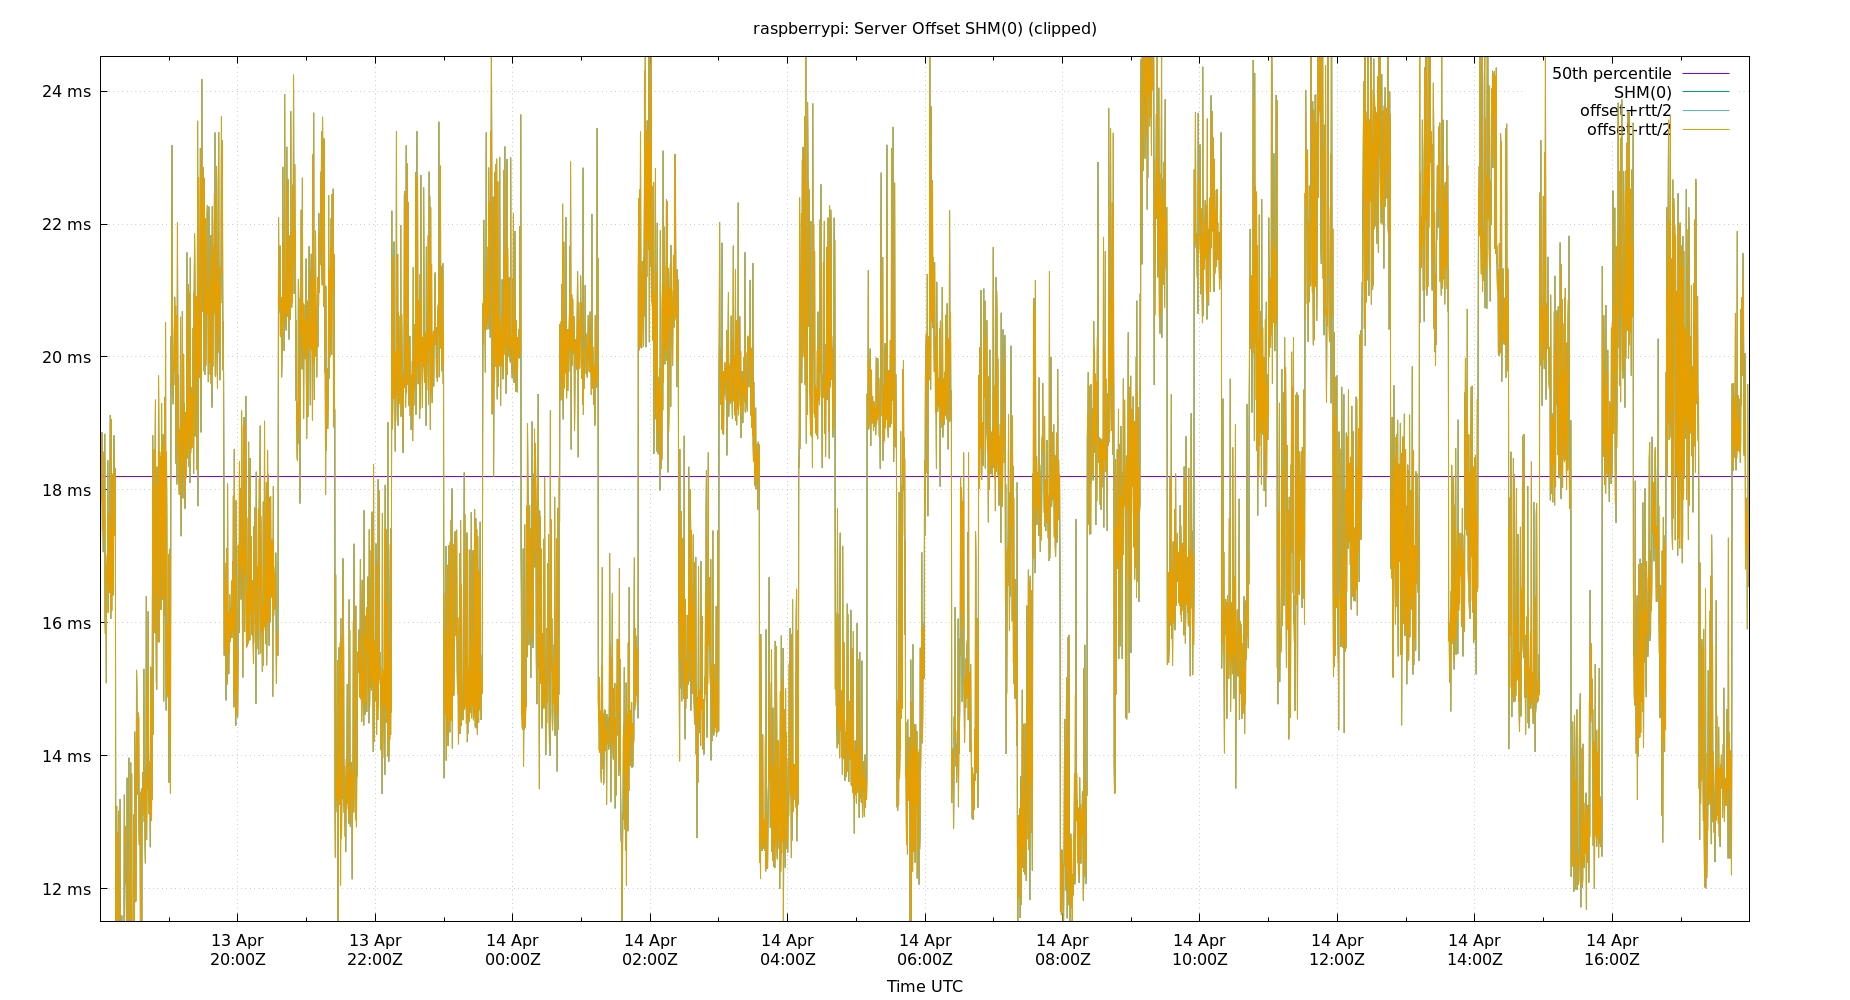 raspberrypi: Server Offset SHM(0) (clipped)
24 ms
22 ms
20 ms
18 ms
16 ms
14 ms
12 ms
50th percentile
SHM(0)
offset+rtt/2
offset-rtt/2
13 Apr 13 Apr 14 Apr 14 Apr 14 Apr 14 Apr 14 Apr 14 Apr 14 Apr 14 Apr 14 Apr
20:00Z 22:00Z 00:00Z 02:00Z 04:00Z 06:00Z 08:00Z 10:00Z 12:00Z 14:00Z 16:00Z
Time UTC